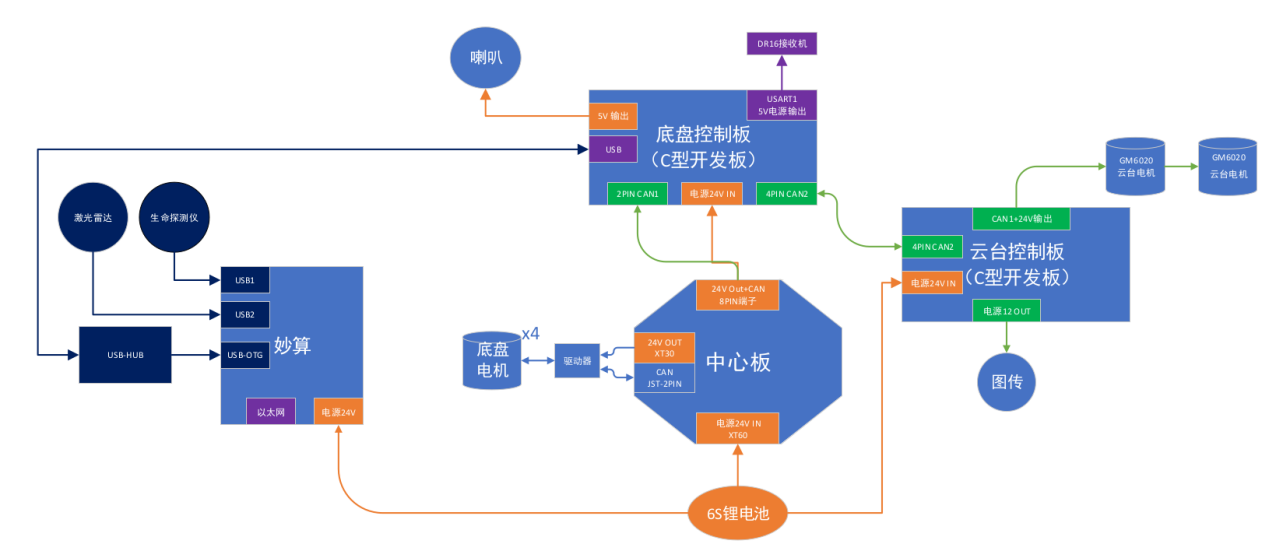 喇叭
DR16接收机
USART1
5V电源输出
5V 输出
底盘控制板
（C型开发板）
USB
2PIN CAN1
电源24V IN
4PIN CAN2
GM6020
云台电机
GM6020
云台电机
激光雷达
生命探测仪
CAN1+24V输出
4PIN CAN2
云台控制板
（C型开发板）
电源24V IN
电源12 OUT
图传
USB1
USB2
USB-HUB
USB-OTG
妙算
以太网
电源24V
24V Out+CAN
8PIN端子
x4
底盘
电机
驱动器
24V OUT
XT30
CAN
JST-2PIN
中心板
电源24V IN
XT60
6S锂电池